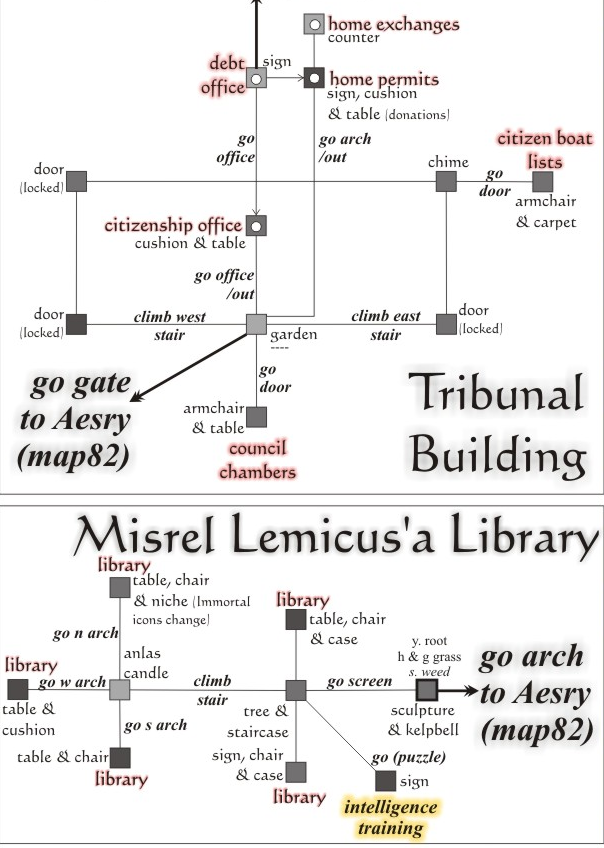 home exchanges
counter
debt
office
sign
home permits
sign, cushion
& table (donations)
go
office
go arch
/out
citizen boat
lists
door
(locked)
chime
go
door
armchair
& carpet
citizenship office
cushion & table
go office
/out
door
(locked)
climb west
stair
climb east
stair
door
(locked)
garden
----
go gate
to Aesry
(map82)
go
door
armchair
& table
council
chambers
Tribunal
Building
Misrel Lemicus'a Library
library
table, chair
& niche (Immortal
icons change)
go n arch
library
table, chair
& case
library
go w arch
anlas
candle
climb
stair
go screen
y. root
h & g grass
s. weed
go arch
to Aesry
(map82)
table &
cushion
go s arch
tree &
staircase
sculpture
& kelpbell
table & chair
library
sign, chair
& case
library
go (puzzle)
sign
intelligence
training